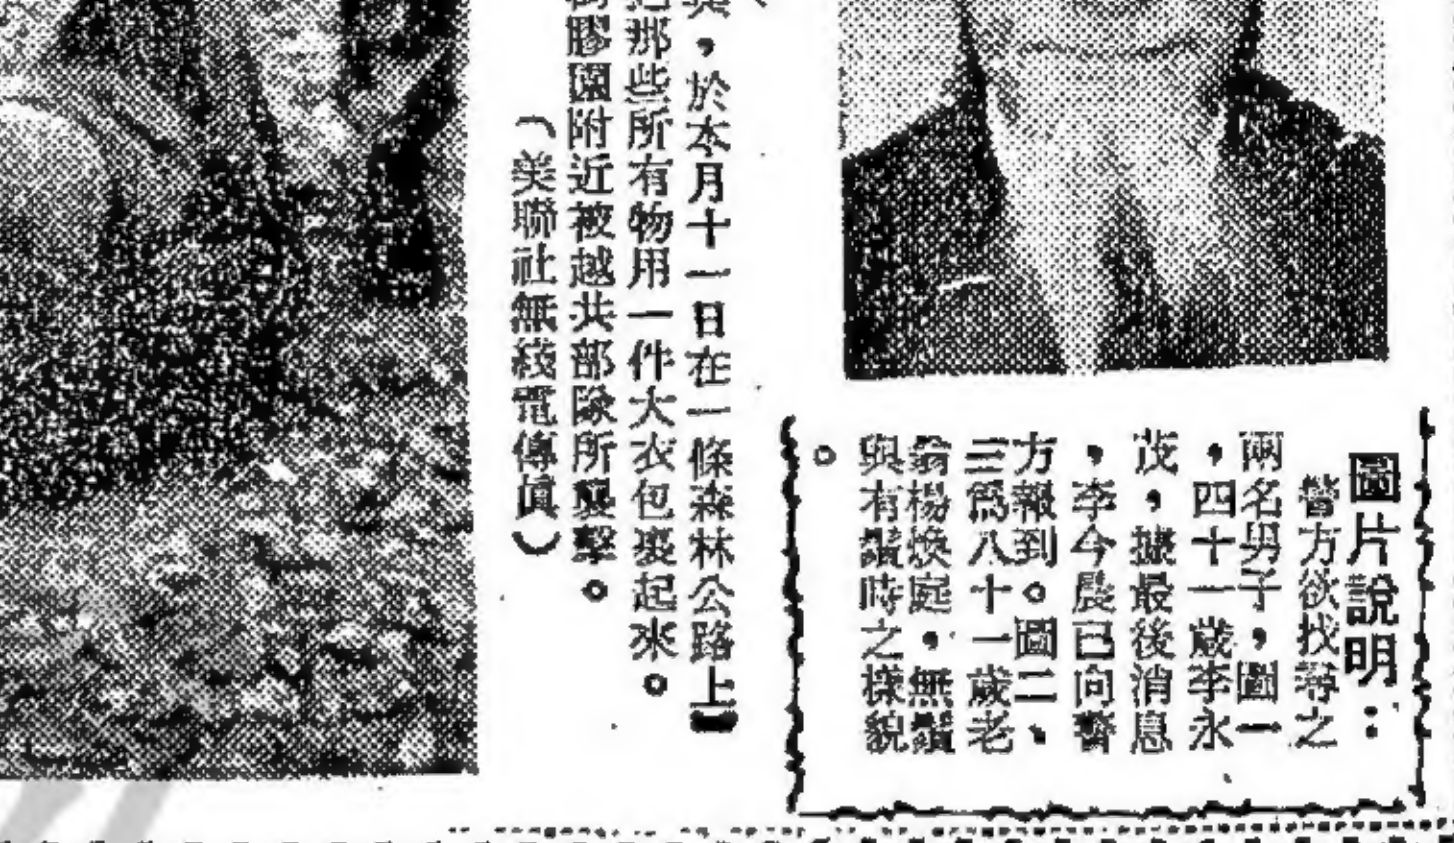 圖片說明：
警方欲找尋之
兩名男子，圖一
，四十一歲李永
茂，據最後消息
，李今晨已向警
方報到。圖二、
三爲八十一歲老
翁楊煥庭，無鬚
與有鬚時之樣貌
。
，於本月十一日在一條森林公路上
那些所有物用一件大衣包裹起來。
膠園附近被越共部隊所襲擊。
（美聯社無綫電傳眞）